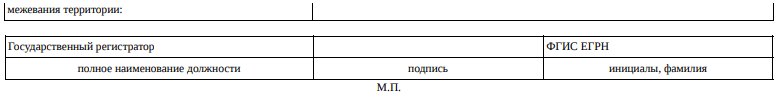 межевания территории:
Государственный регистратор ФГИС ЕГРН
полное наименование должности подпись инициалы, фамилия
М.П.